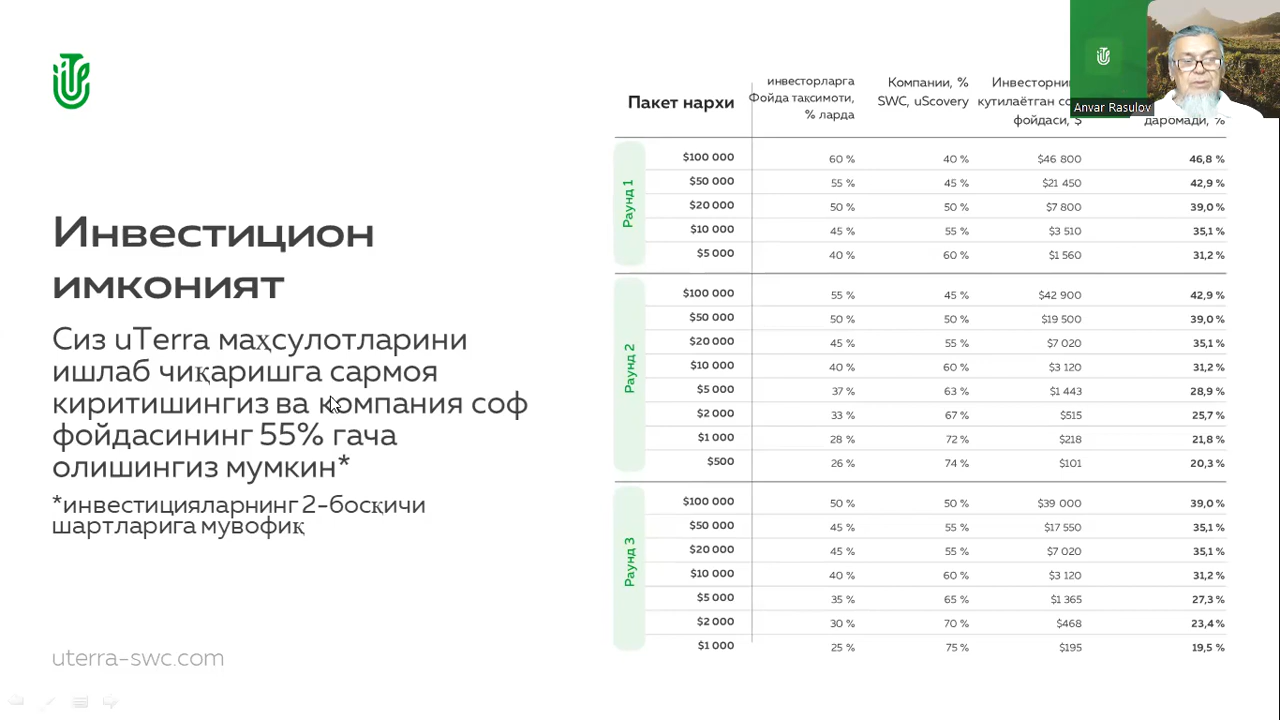 Инвестицион
имконият
Сиз uTerra маҳсулотларини
ишлаб чиқаришга сармоя
киритишингиз ва компания соф
фойдасининг 55% гача
олишингиз мумкин*
*инвестицияларнинг 2-босқичи
шартларига мувофиқ
uterra-swc.com
Пакет нархи
инвесторларга
Фойда тақсимоти,
% ларда
Компании, %
SWC, uScovery
кутилаётган
фойдаси, $
даромади, %
Anvar Rasulov
Раунд 1
$100 000 60 % 40 % $46 800 46,8 %
$50 000 55 % 45 % $21 450 42,9 %
$20 000 50 % 50 % $7 800 39,0 %
$10 000 45 % 55 % $3 510 35,1 %
$5 000 40 % 60 % $1 560 31,2 %
Раунд 2
$100 000 55 % 45 % $42 900 42,9 %
$50 000 50 % 50 % $19 500 39,0 %
$20 000 45 % 55 % $7 020 35,1 %
$10 000 40 % 60 % $3 120 31,2 %
$5 000 37 % 63 % $1 443 28,9 %
$2 000 33 % 67 % $515 25,7 %
$1 000 28 % 72 % $218 21,8 %
$500 26 % 74 % $101 20,3 %
Раунд 3
$100 000 50 % 50 % $39 000 39,0 %
$50 000 45 % 55 % $17 550 35,1 %
$20 000 45 % 55 % $7 020 35,1 %
$10 000 40 % 60 % $3 120 31,2 %
$5 000 35 % 65 % $1 365 27,3 %
$2 000 30 % 70 % $468 23,4 %
$1 000 25 % 75 % $195 19,5 %